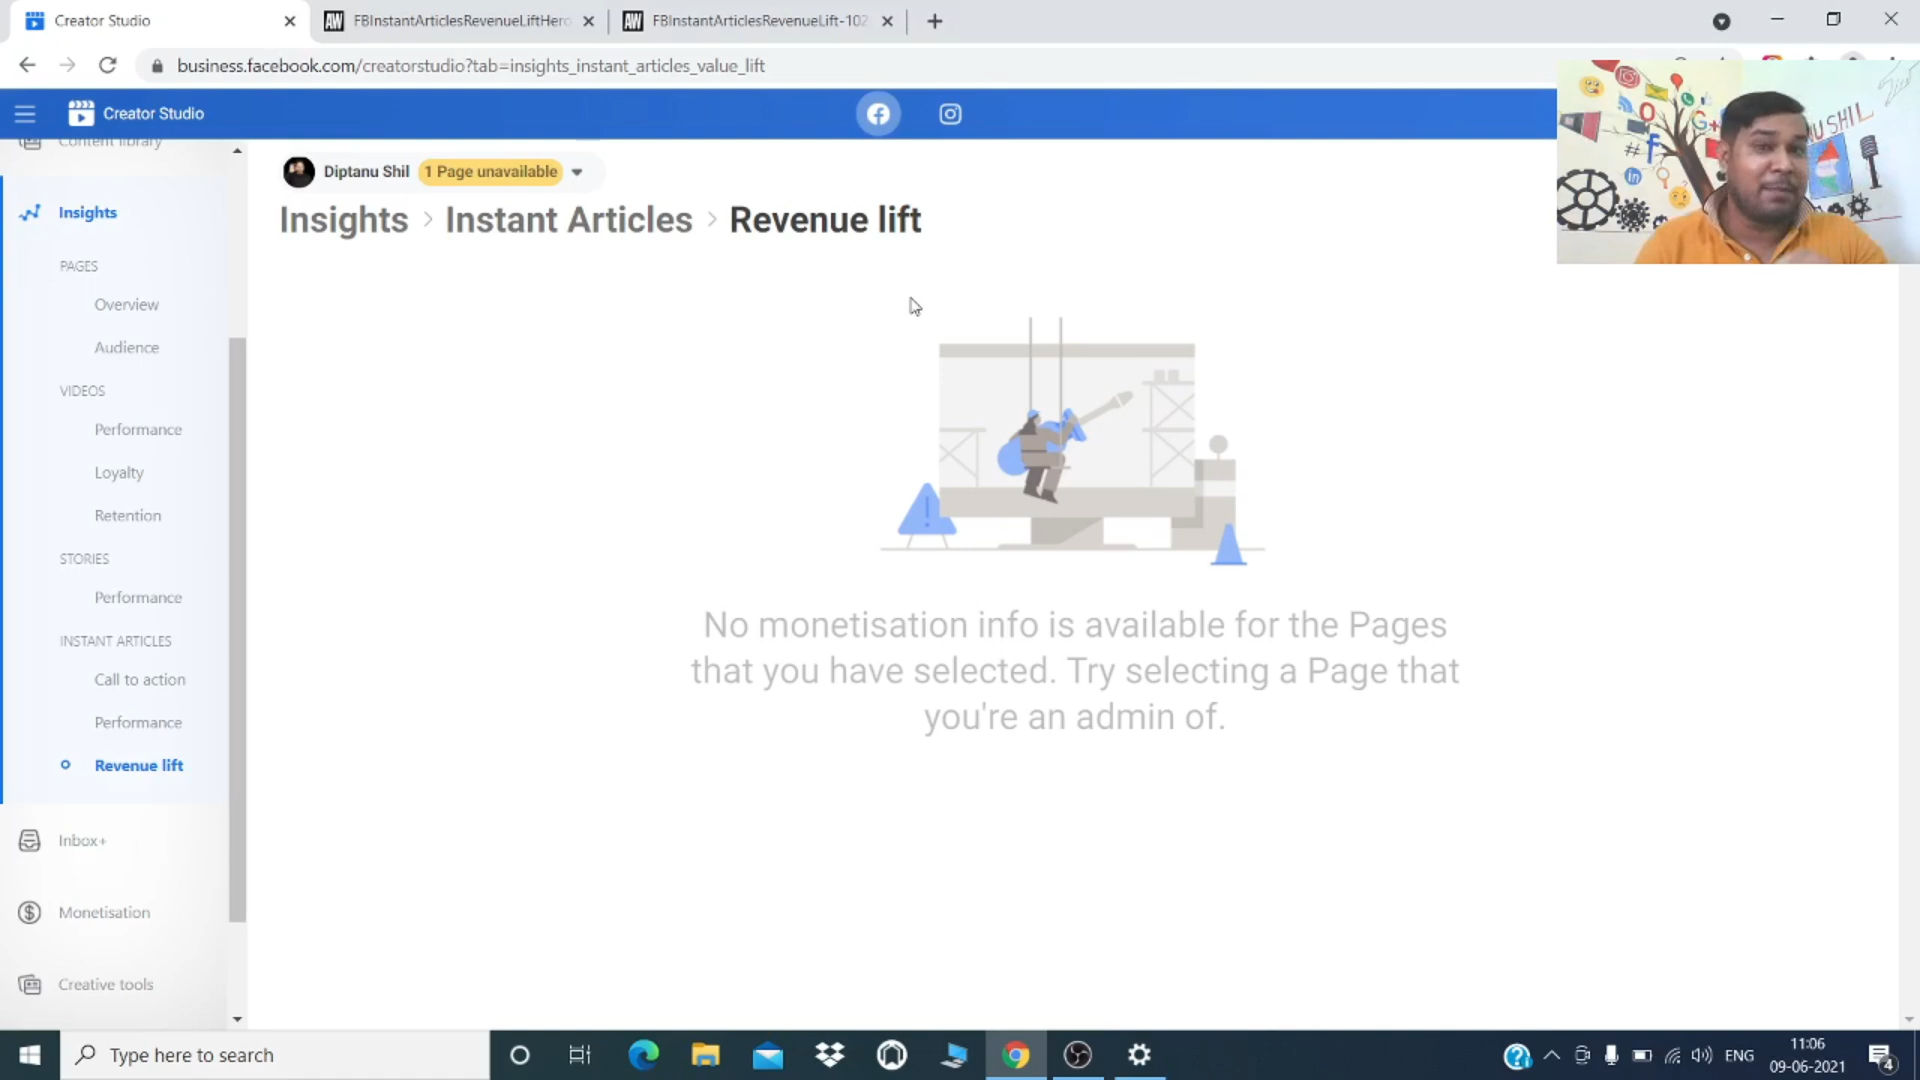 Creator Studio
FBInstantArticlesRevenueLiftHero
FBInstantArticlesRevenueLift-102
business.facebook.com/creatorstudio?tab=insights_instant_articles_value_lift
Creator Studio
Content library
Diptanu Shil
1 Page unavailable
Insights > Instant Articles > Revenue lift
Insights
PAGES
Overview
Audience
VIDEOS
Performance
Loyalty
Retention
STORIES
Performance
INSTANT ARTICLES
Call to action
Performance
Revenue lift
Inbox+
Monetisation
Creative tools
No monetisation info is available for the Pages
that you have selected. Try selecting a Page that
you're an admin of.
Type here to search
ENG
11:06
09-06-2021
4